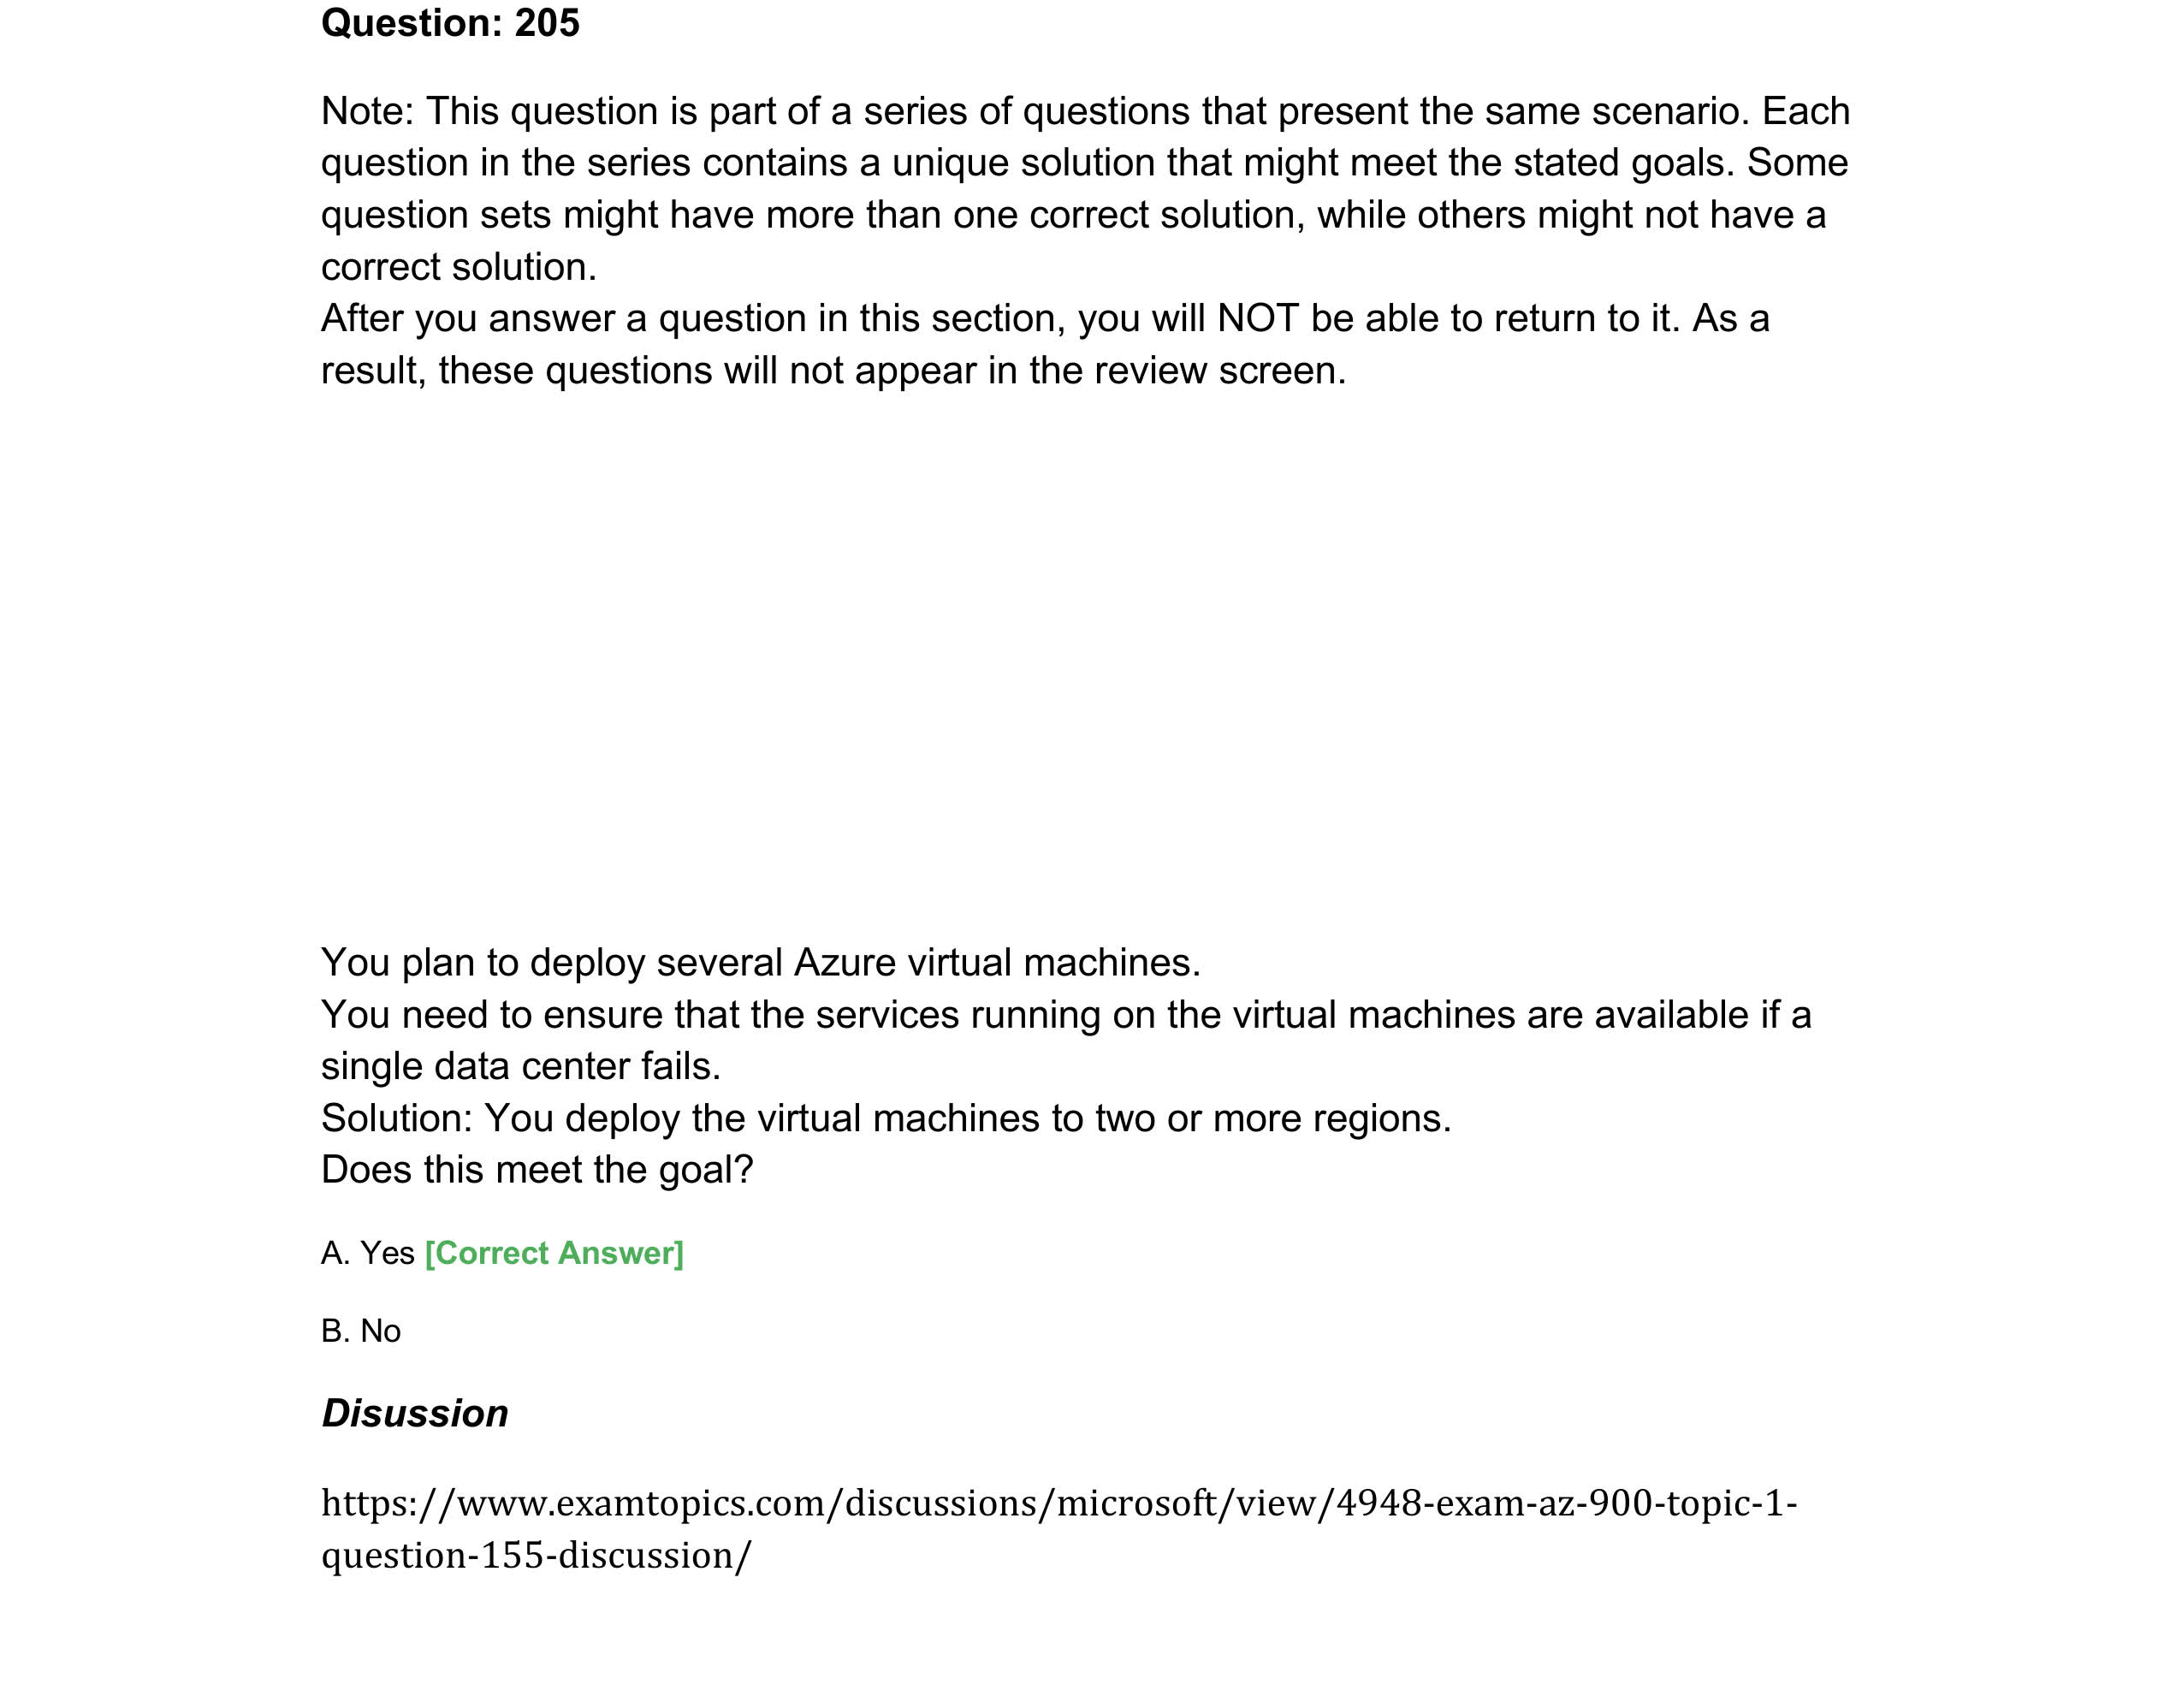 Question: 205
Note: This question is part of a series of questions that present the same scenario. Each
question in the series contains a unique solution that might meet the stated goals. Some
question sets might have more than one correct solution, while others might not have a
correct solution.
After you answer a question in this section, you will NOT be able to return to it. As a
result, these questions will not appear in the review screen.
You plan to deploy several Azure virtual machines.
You need to ensure that the services running on the virtual machines are available if a
single data center fails.
Solution: You deploy the virtual machines to two or more regions.
Does this meet the goal?
A. Yes [Correct Answer]
B. No
Disussion
https://www.examtopics.com/discussions/microsoft/view/4948-exam-az-900-topic-1-
question-155-discussion/